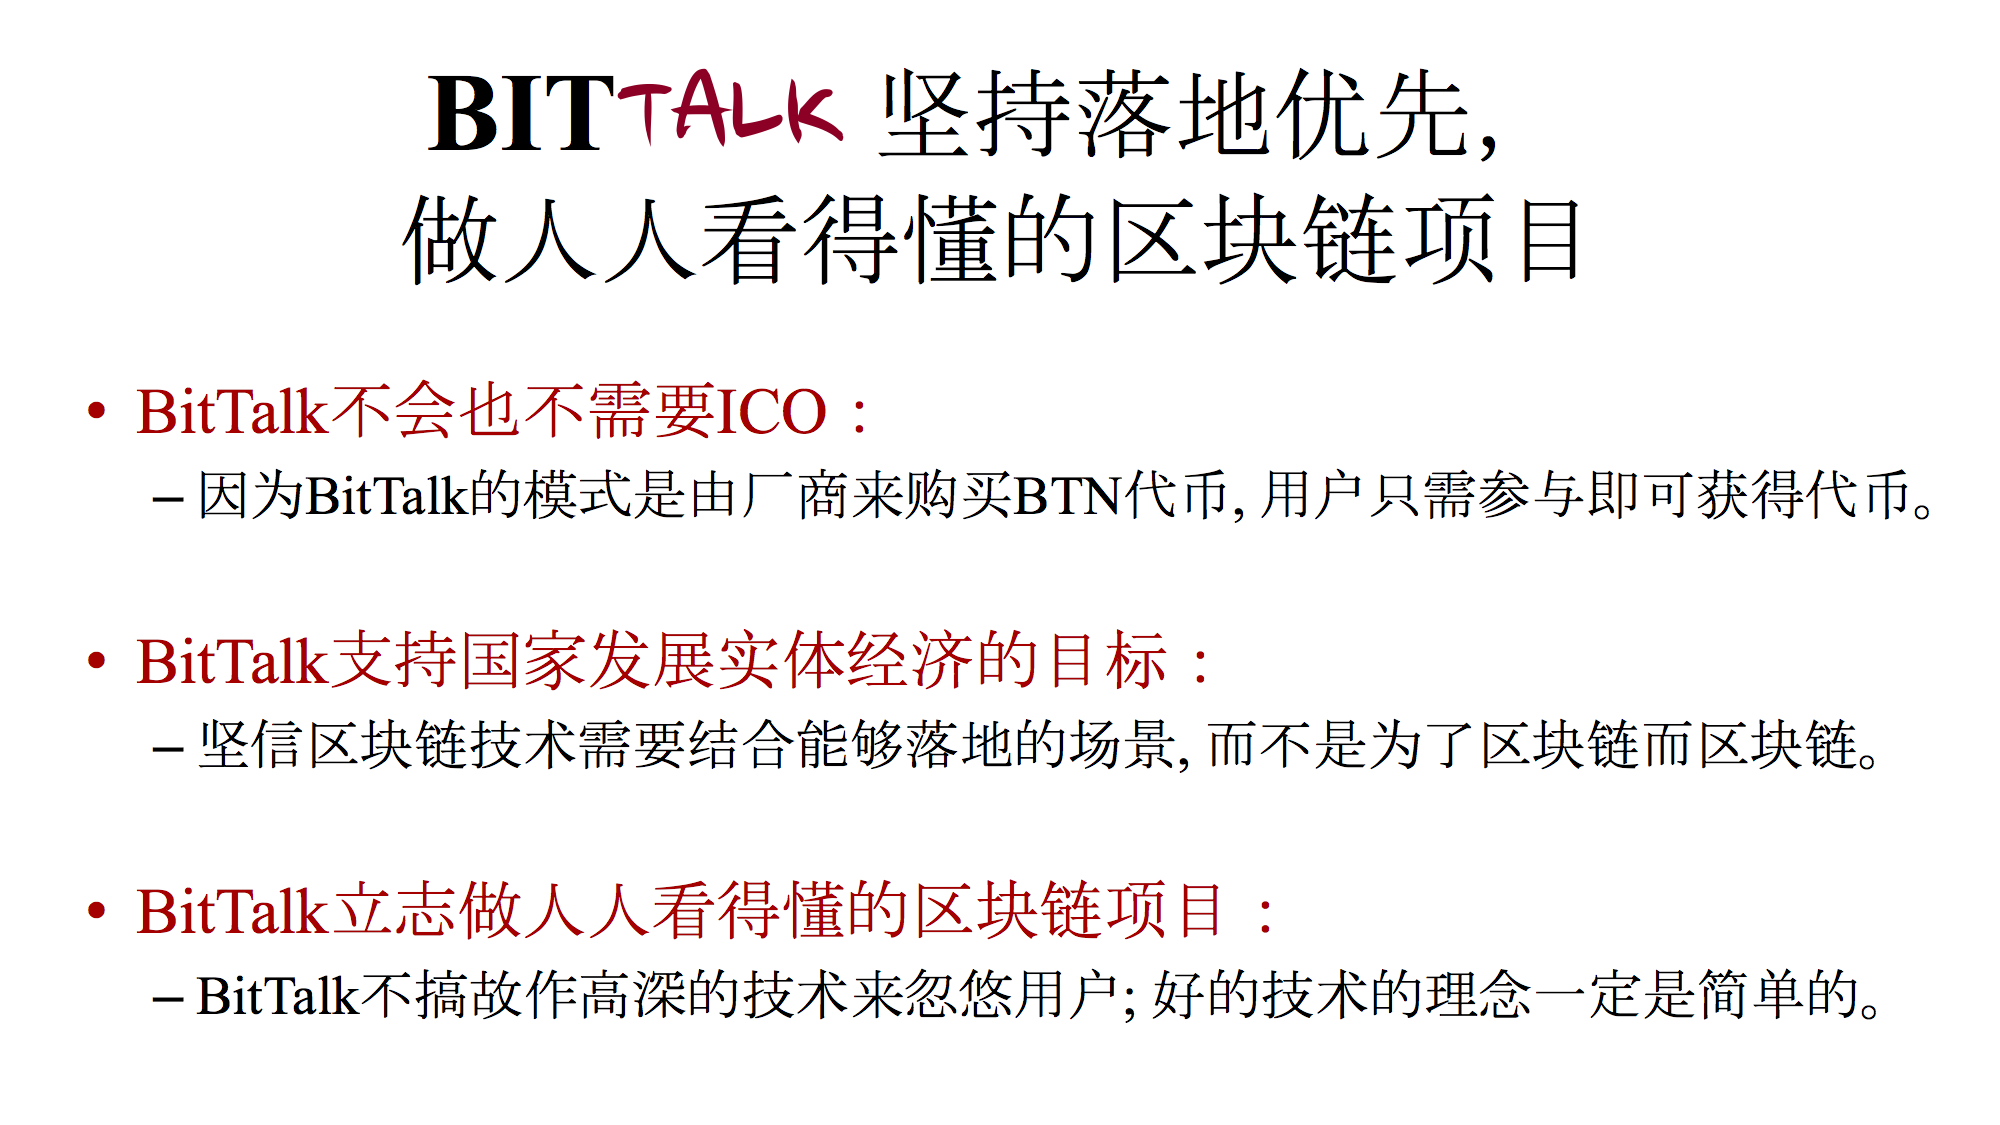 BITTALK 坚持落地优先,
做人人看得懂的区块链项目
• BitTalk不会也不需要ICO：
– 因为BitTalk的模式是由厂商来购买BTN代币, 用户只需参与即可获得代币。
• BitTalk支持国家发展实体经济的目标：
– 坚信区块链技术需要结合能够落地的场景, 而不是为了区块链而区块链。
• BitTalk立志做人人看得懂的区块链项目：
– BitTalk不搞故作高深的技术来忽悠用户; 好的技术的理念一定是简单的。